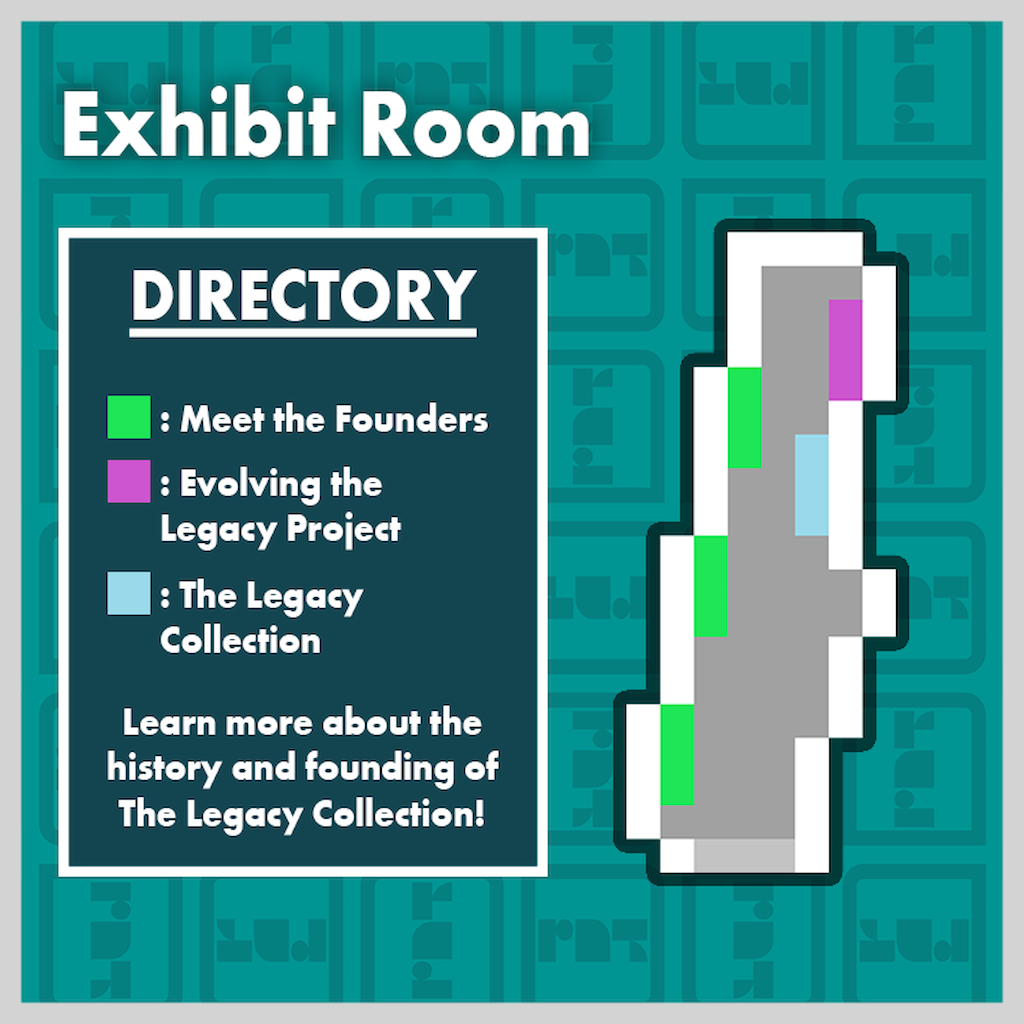 Exhibit Room
DIRECTORY
: Meet the Founders
: Evolving the
Legacy Project
: The Legacy
Collection
Learn more about the
history and founding of
The Legacy Collection!